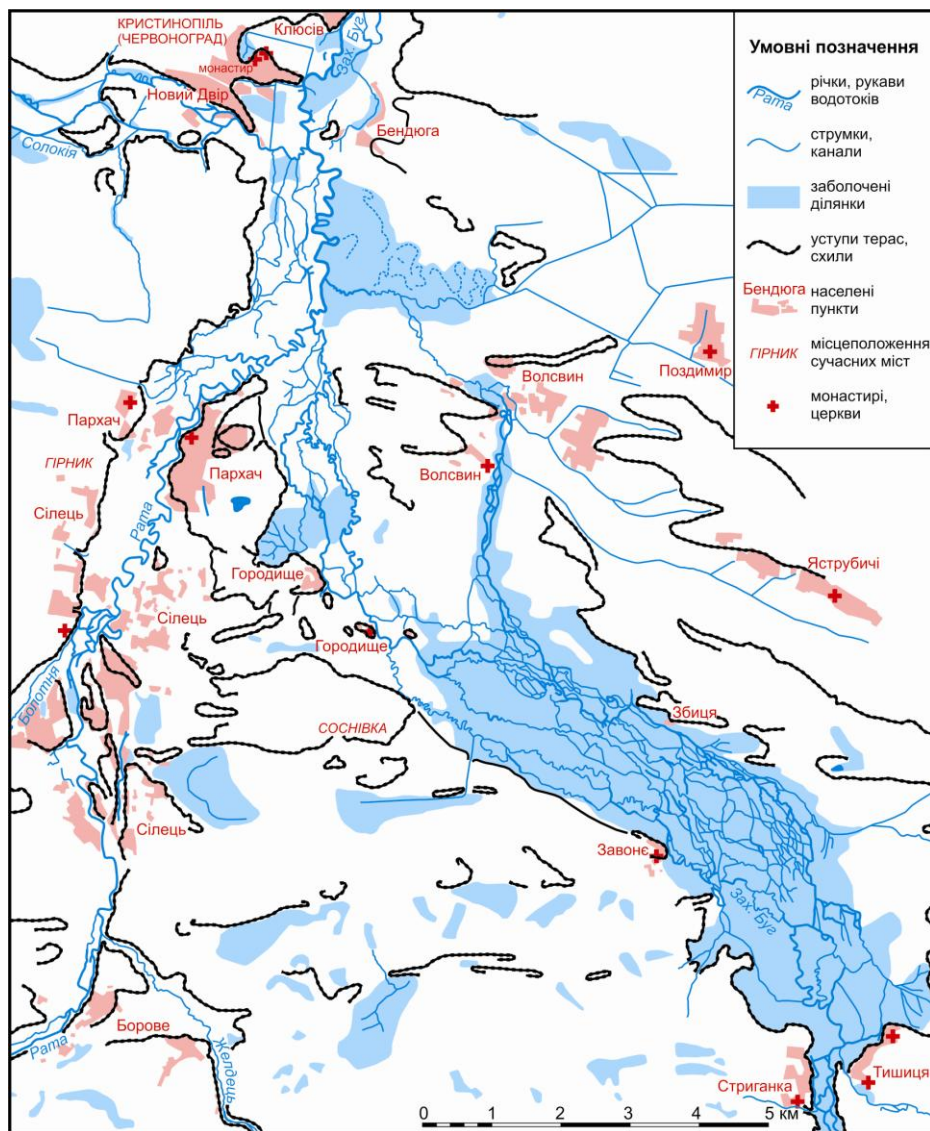 КРИСТИНОПІЛЬ
(ЧЕРВОНОГРАД)
Клюсів
Зах. Буг
монастир
Новий Двір
Бендюга
Солокія
Умовні позначення
Рата
річки, рукави
водотоків
струмки,
канали
заболочені
ділянки
уступи терас,
схили
Бендюга
населені
пункти
ГІРНИК
місцеположення
сучасних міст
монастирі,
церкви
Поздимир
Волсвин
Пархач
ГІРНИК
Пархач
Волсвин
Сілець
Рата
Городище
Яструбичі
Сілець
Городище
Болотня
Збиця
СОСНІВКА
Сілець
Завонє
Зах. Буг
Борове
Рата
Желдець
Стриганка
Тишиця
0 1 2 3 4 5 км